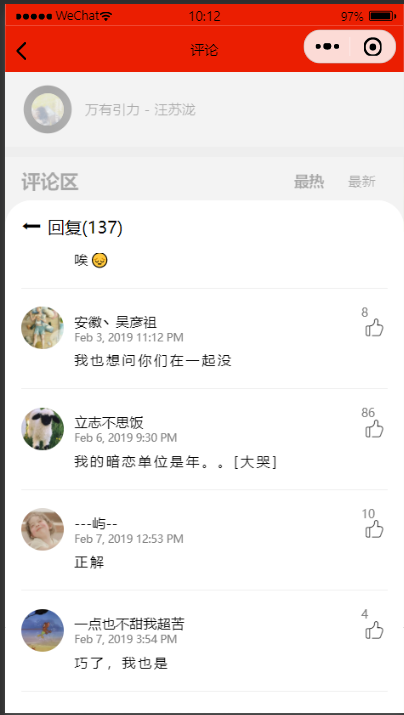 WeChat 10:12 97%
评论
万有引力 - 汪苏泷
评论区 最热 最新
回复(137)
唉
安徽丶吴彦祖 8
Feb 3, 2019 11:12 PM
我也想问你们在一起没
立志不思饭 86
Feb 6, 2019 9:30 PM
我的暗恋单位是年。。[大哭]
---屿-- 10
Feb 7, 2019 12:53 PM
正解
一点也不甜我超苦 4
Feb 7, 2019 3:54 PM
巧了，我也是